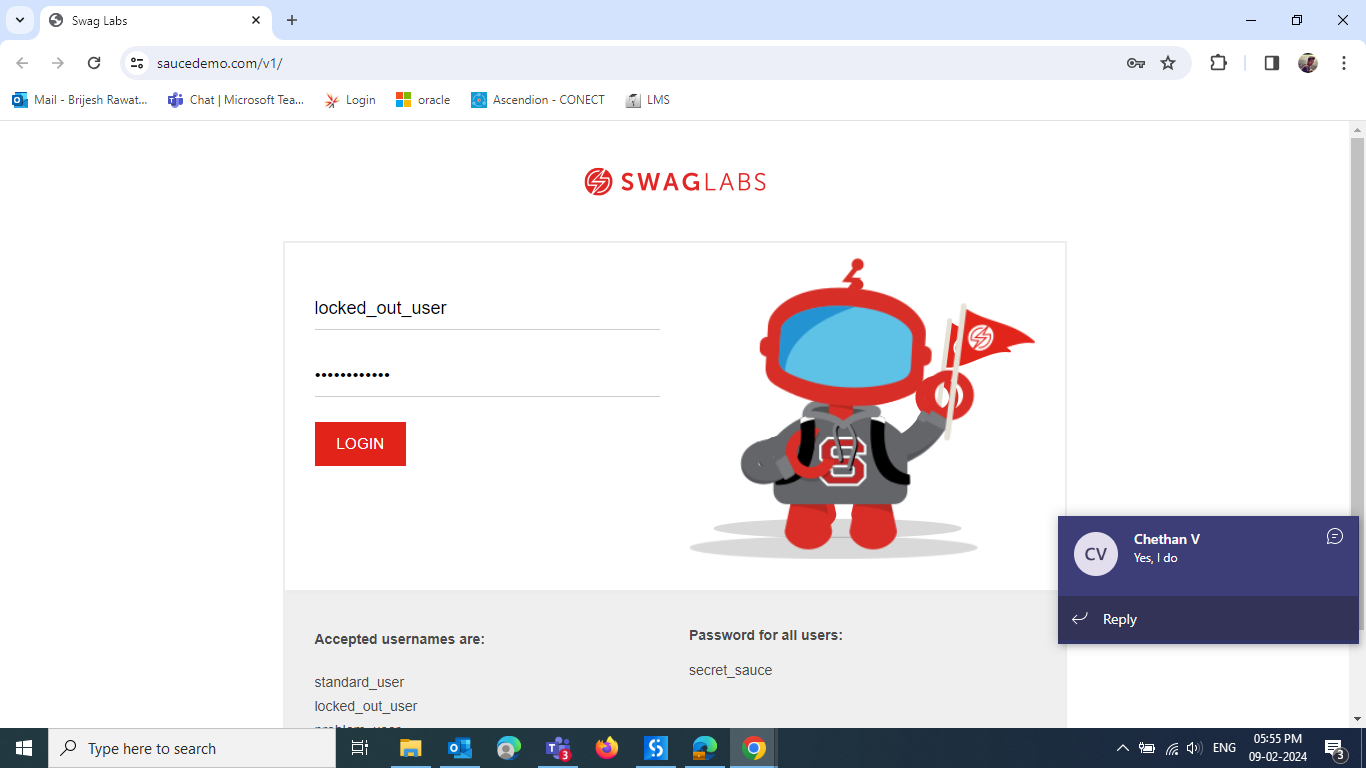 Swag Labs
saucedemo.com/v1/
Mail - Brijesh Rawat...
Chat | Microsoft Tea...
Login
oracle
Ascendion - CONECT
LMS
SWAGLABS
locked_out_user
••••••••••••
LOGIN
S
CV
Chethan V
Yes, I do
Reply
Accepted usernames are:
standard_user
locked_out_user
Password for all users:
secret_sauce
Type here to search
3
ENG
05:55 PM
09-02-2024
3